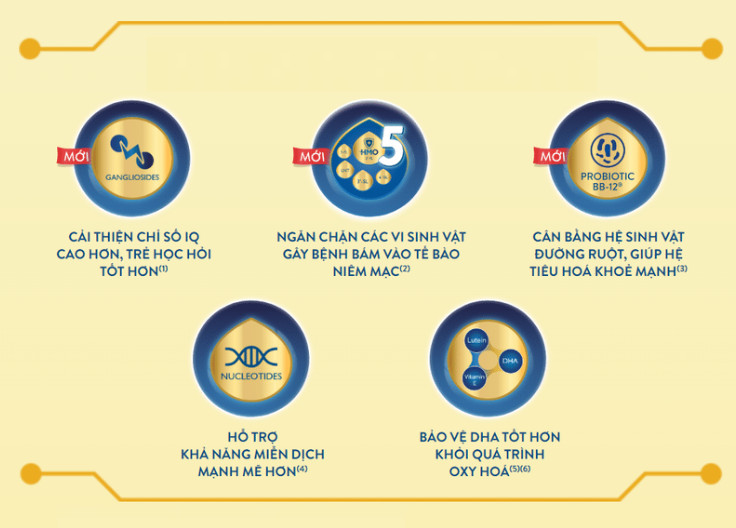 MỚI
GANGLIOSIDES
CẢI THIỆN CHỈ SỐ IQ
CAO HƠN, TRẺ HỌC HỎI
TỐT HƠN(1)
MỚI
5
HMO
NGĂN CHẶN CÁC VI SINH VẬT
GÂY BỆNH BÁM VÀO TẾ BÀO
NIÊM MẠC(2)
MỚI
PROBIOTIC
BB-12®
CÂN BẰNG HỆ SINH VẬT
ĐƯỜNG RUỘT, GIÚP HỆ
TIÊU HOÁ KHOẺ MẠNH(3)
NUCLEOTIDES
HỖ TRỢ
KHẢ NĂNG MIỄN DỊCH
MẠNH MẼ HƠN(4)
Lutein
DHA
Vitamin
E
BẢO VỆ DHA TỐT HƠN
KHỎI QUÁ TRÌNH
OXY HOÁ(5)(6)